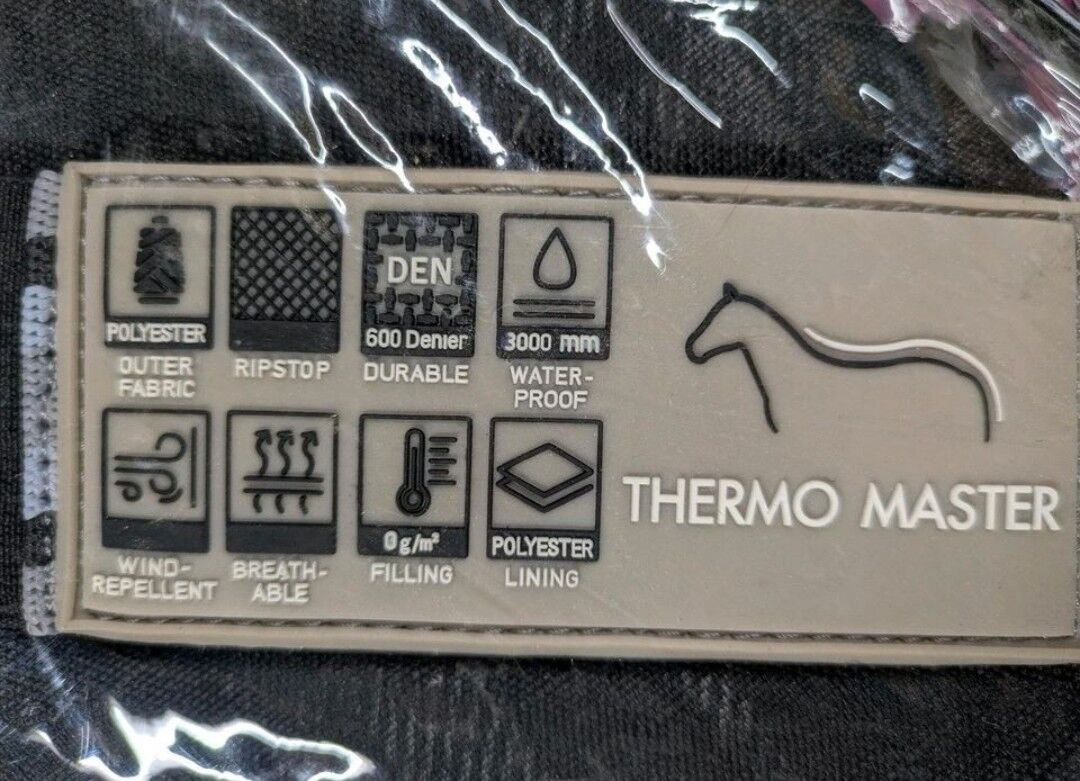 POLYESTER
OUTER
FABRIC
RIPSTOP
DEN
600 Denier
DURABLE
3000 mm
WATER-
PROOF
WIND-
REPELLENT
BREATH-
ABLE
0 g/m²
FILLING
POLYESTER
LINING
THERMO MASTER